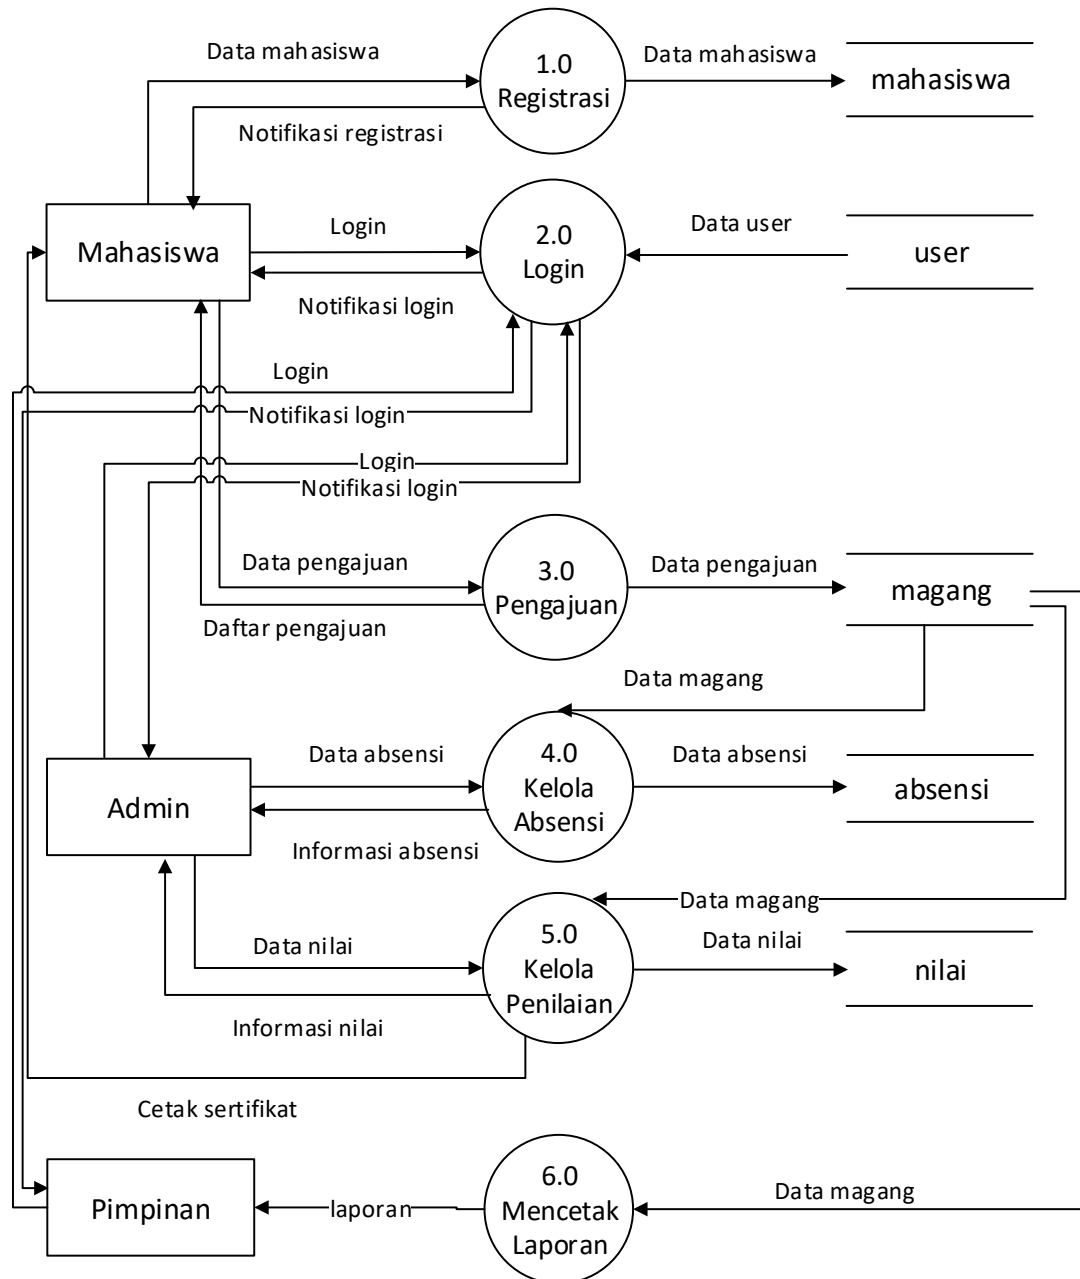 Data mahasiswa
1.0
Registrasi
Data mahasiswa
mahasiswa
Notifikasi registrasi
Mahasiswa
Login
2.0
Login
Data user
user
Notifikasi login
Login
Notifikasi login
Login
Notifikasi login
Data pengajuan
3.0
Pengajuan
Data pengajuan
magang
Daftar pengajuan
Data magang
Admin
Data absensi
4.0
Kelola
Absensi
Data absensi
absensi
Informasi absensi
Data magang
Data nilai
5.0
Kelola
Penilaian
Data nilai
nilai
Informasi nilai
Cetak sertifikat
Pimpinan
laporan
6.0
Mencetak
Laporan
Data magang